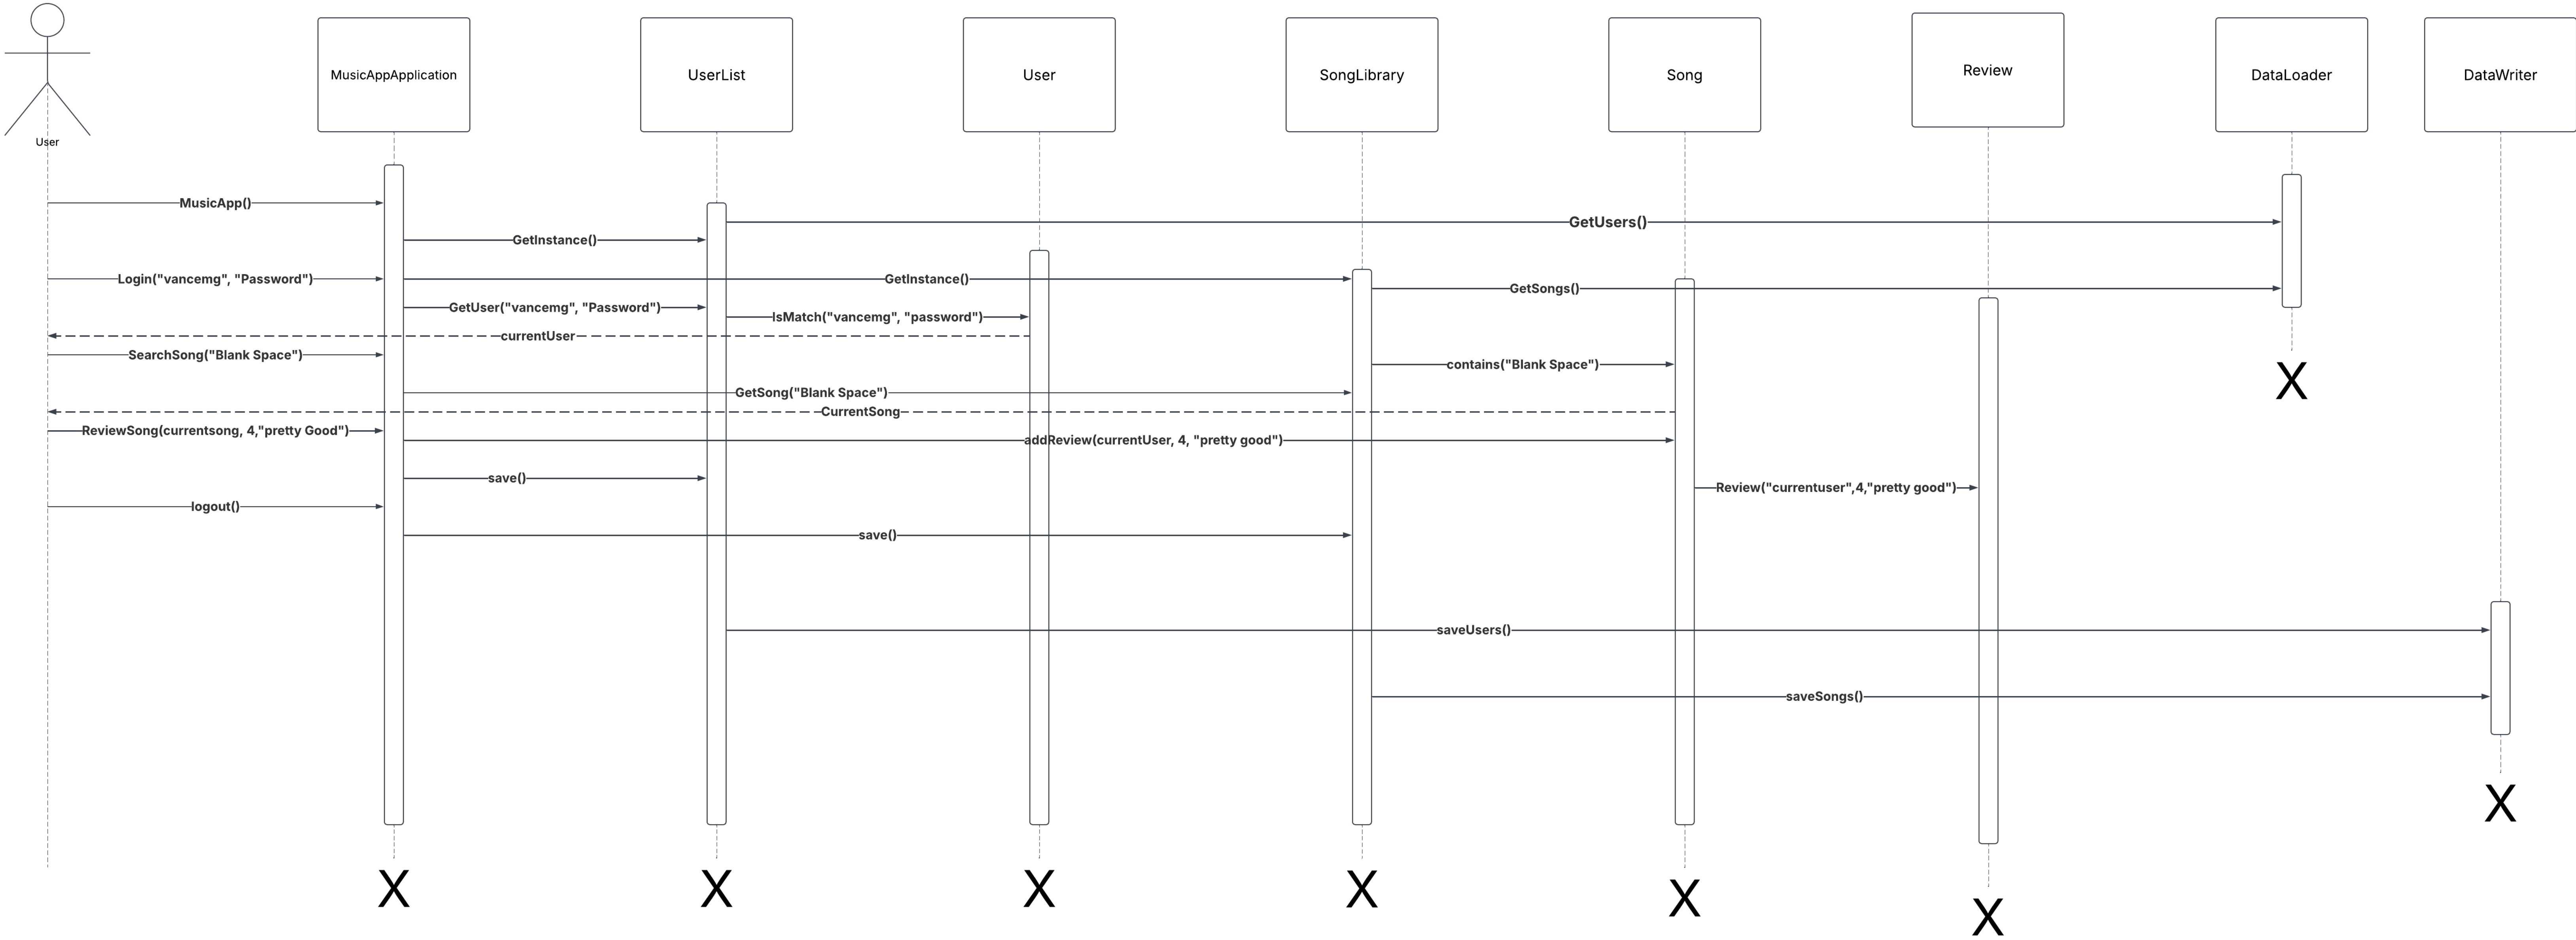 User
MusicAppApplication
UserList
User
SongLibrary
Song
Review
DataLoader
DataWriter
MusicApp()
GetUsers()
GetInstance()
Login("vancemg", "Password")
GetInstance()
GetSongs()
GetUser("vancemg", "Password")
IsMatch("vancemg", "password")
currentUser
SearchSong("Blank Space")
contains("Blank Space")
GetSong("Blank Space")
CurrentSong
ReviewSong(currentsong, 4,"pretty Good")
addReview(currentUser, 4, "pretty good")
save()
Review("currentuser",4,"pretty good")
logout()
save()
saveUsers()
saveSongs()
X
X
X
X
X
X
X
X